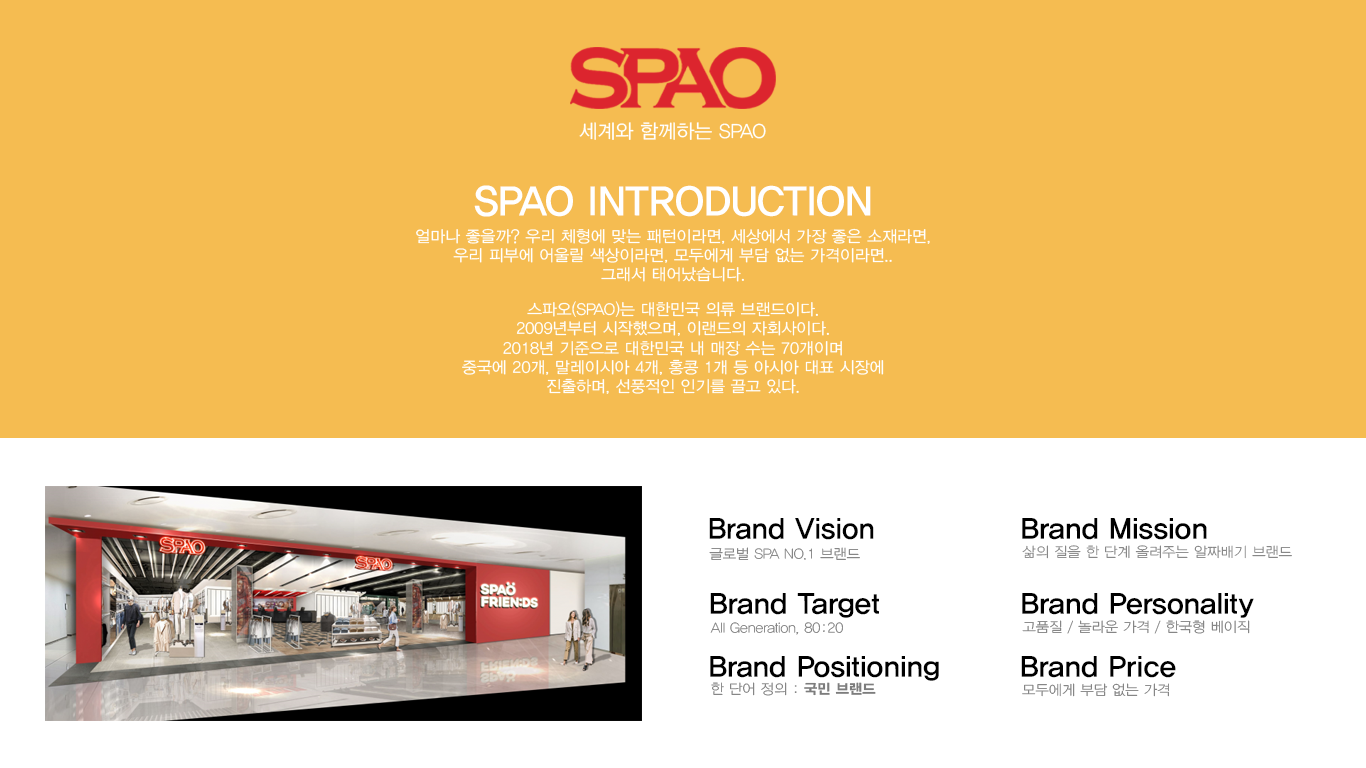 SPAO
세계와 함께하는 SPAO
SPAO INTRODUCTION
얼마나 좋을까? 우리 체형에 맞는 패턴이라면, 세상에서 가장 좋은 소재라면,
우리 피부에 어울릴 색상이라면, 모두에게 부담 없는 가격이라면..
그래서 태어났습니다.
스파오(SPAO)는 대한민국 의류 브랜드이다.
2009년부터 시작했으며, 이랜드의 자회사이다.
2018년 기준으로 대한민국 내 매장 수는 70개이며
중국에 20개, 말레이시아 4개, 홍콩 1개 등 아시아 대표 시장에
진출하며, 선풍적인 인기를 끌고 있다.
SPAO
SPAO
SPAO
FRIENDS
Brand Vision
글로벌 SPA NO.1 브랜드
Brand Mission
삶의 질을 한 단계 올려주는 알짜배기 브랜드
Brand Target
All Generation, 80:20
Brand Personality
고품질 / 놀라운 가격 / 한국형 베이직
Brand Positioning
한 단어 정의 : 국민 브랜드
Brand Price
모두에게 부담 없는 가격